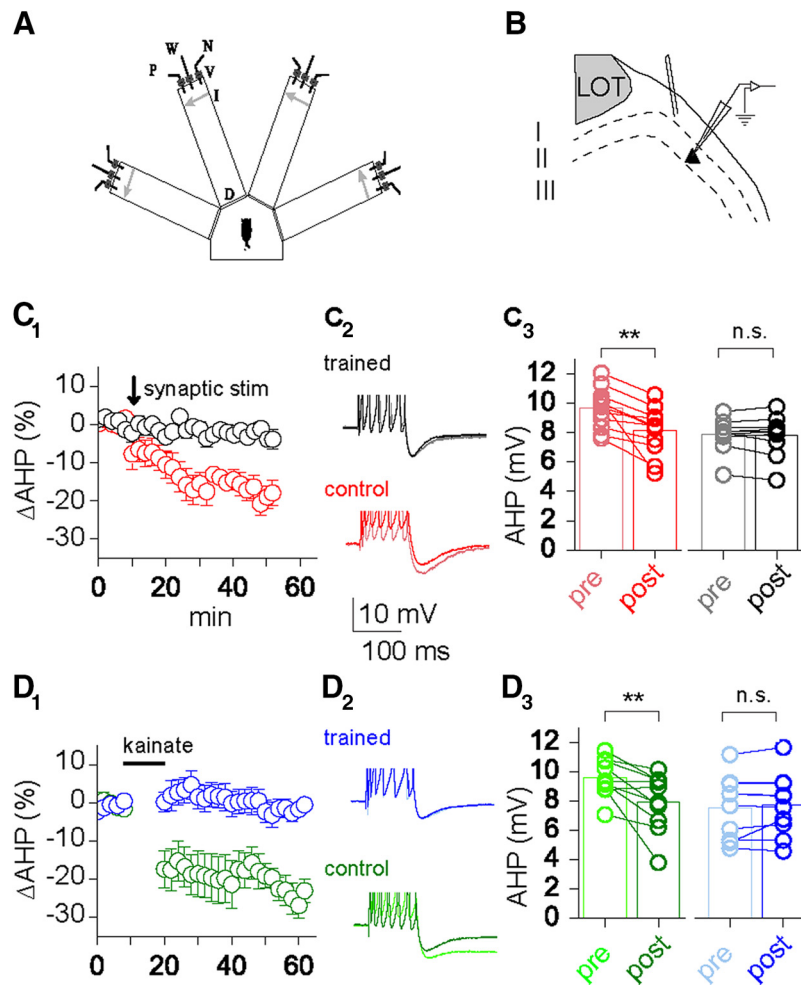 A
W
N
P
V
I
D
B
LOT
I
II
III
C1
10
0
-10
-20
-30
ΔAHP (%)
synaptic stim
0 20 40 60
min
C2
trained
control
10 mV
100 ms
C3
** n.s.
12
10
8
6
4
2
0
AHP (mV)
pre post pre post
D1
10
0
-10
-20
-30
ΔAHP (%)
kainate
0 20 40 60
D2
trained
control
D3
** n.s.
12
10
8
6
4
2
0
AHP (mV)
pre post pre post